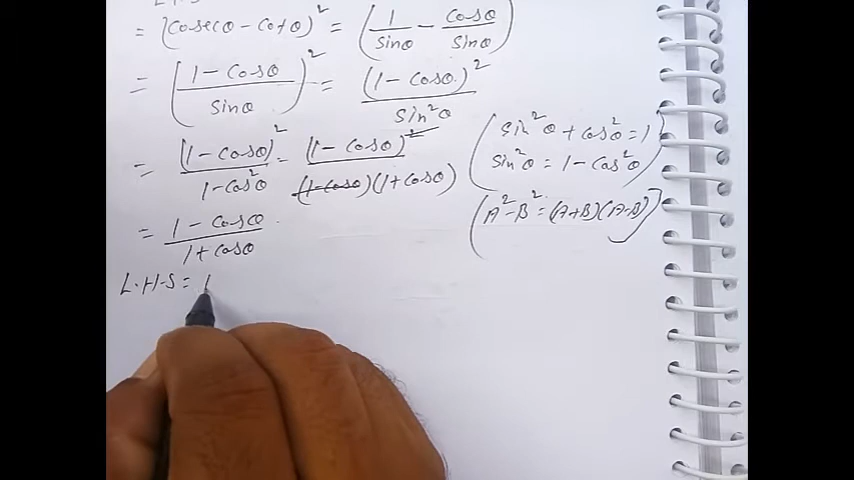 = (Cosecθ - Cotθ)² = (1/Sinθ - Cosθ/Sinθ)²
= ((1 - Cosθ)/Sinθ)² = (1 - Cosθ)²/Sin²θ
= (1 - Cosθ)²/(1 - Cos²θ) = (1 - Cosθ)²/((1 - Cosθ)(1 + Cosθ))
(Sin²θ + Cos²θ = 1
Sin²θ = 1 - Cos²θ)
(A² - B² = (A+B)(A-B))
= (1 - Cosθ)/(1 + Cosθ)
L.H.S =